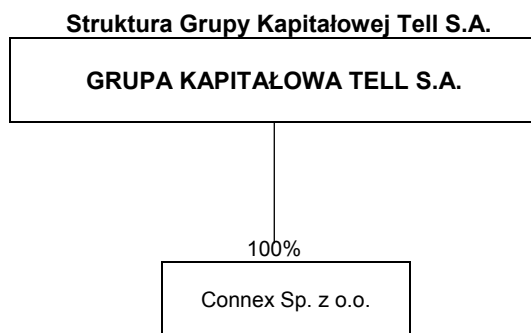 Struktura Grupy Kapitałowej Tell S.A.
GRUPA KAPITAŁOWA TELL S.A.
100%
Connex Sp. z o.o.